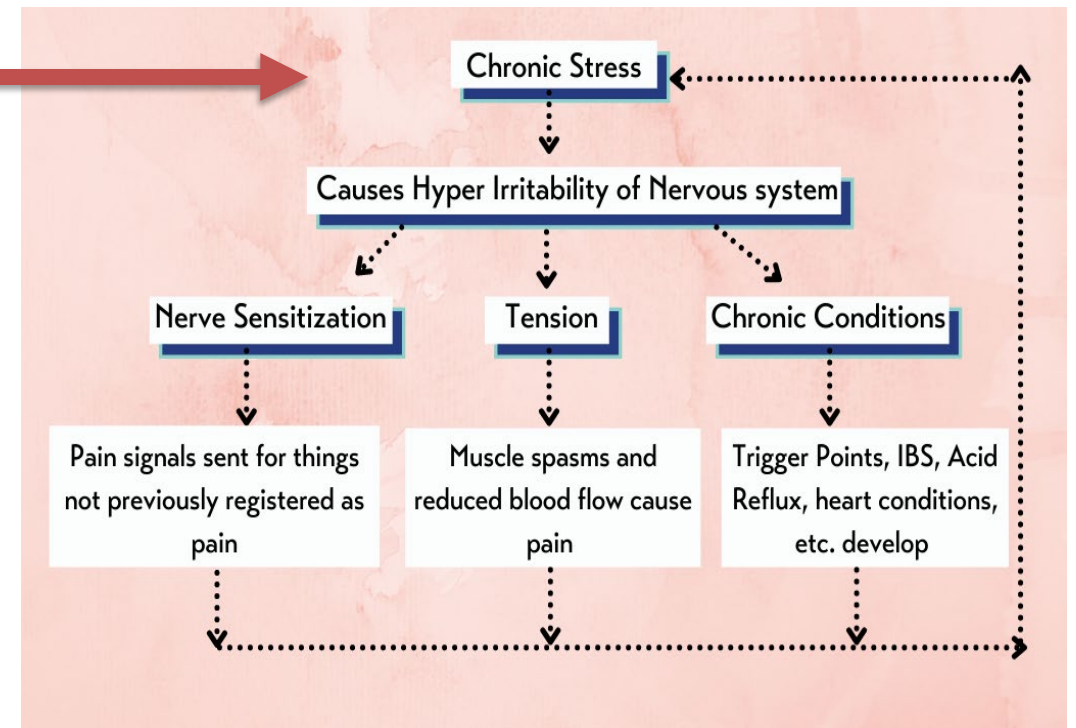 Chronic Stress
Causes Hyper Irritability of Nervous system
Nerve Sensitization
Tension
Chronic Conditions
Pain signals sent for things
not previously registered as
pain
Muscle spasms and
reduced blood flow cause
pain
Trigger Points, IBS, Acid
Reflux, heart conditions,
etc. develop